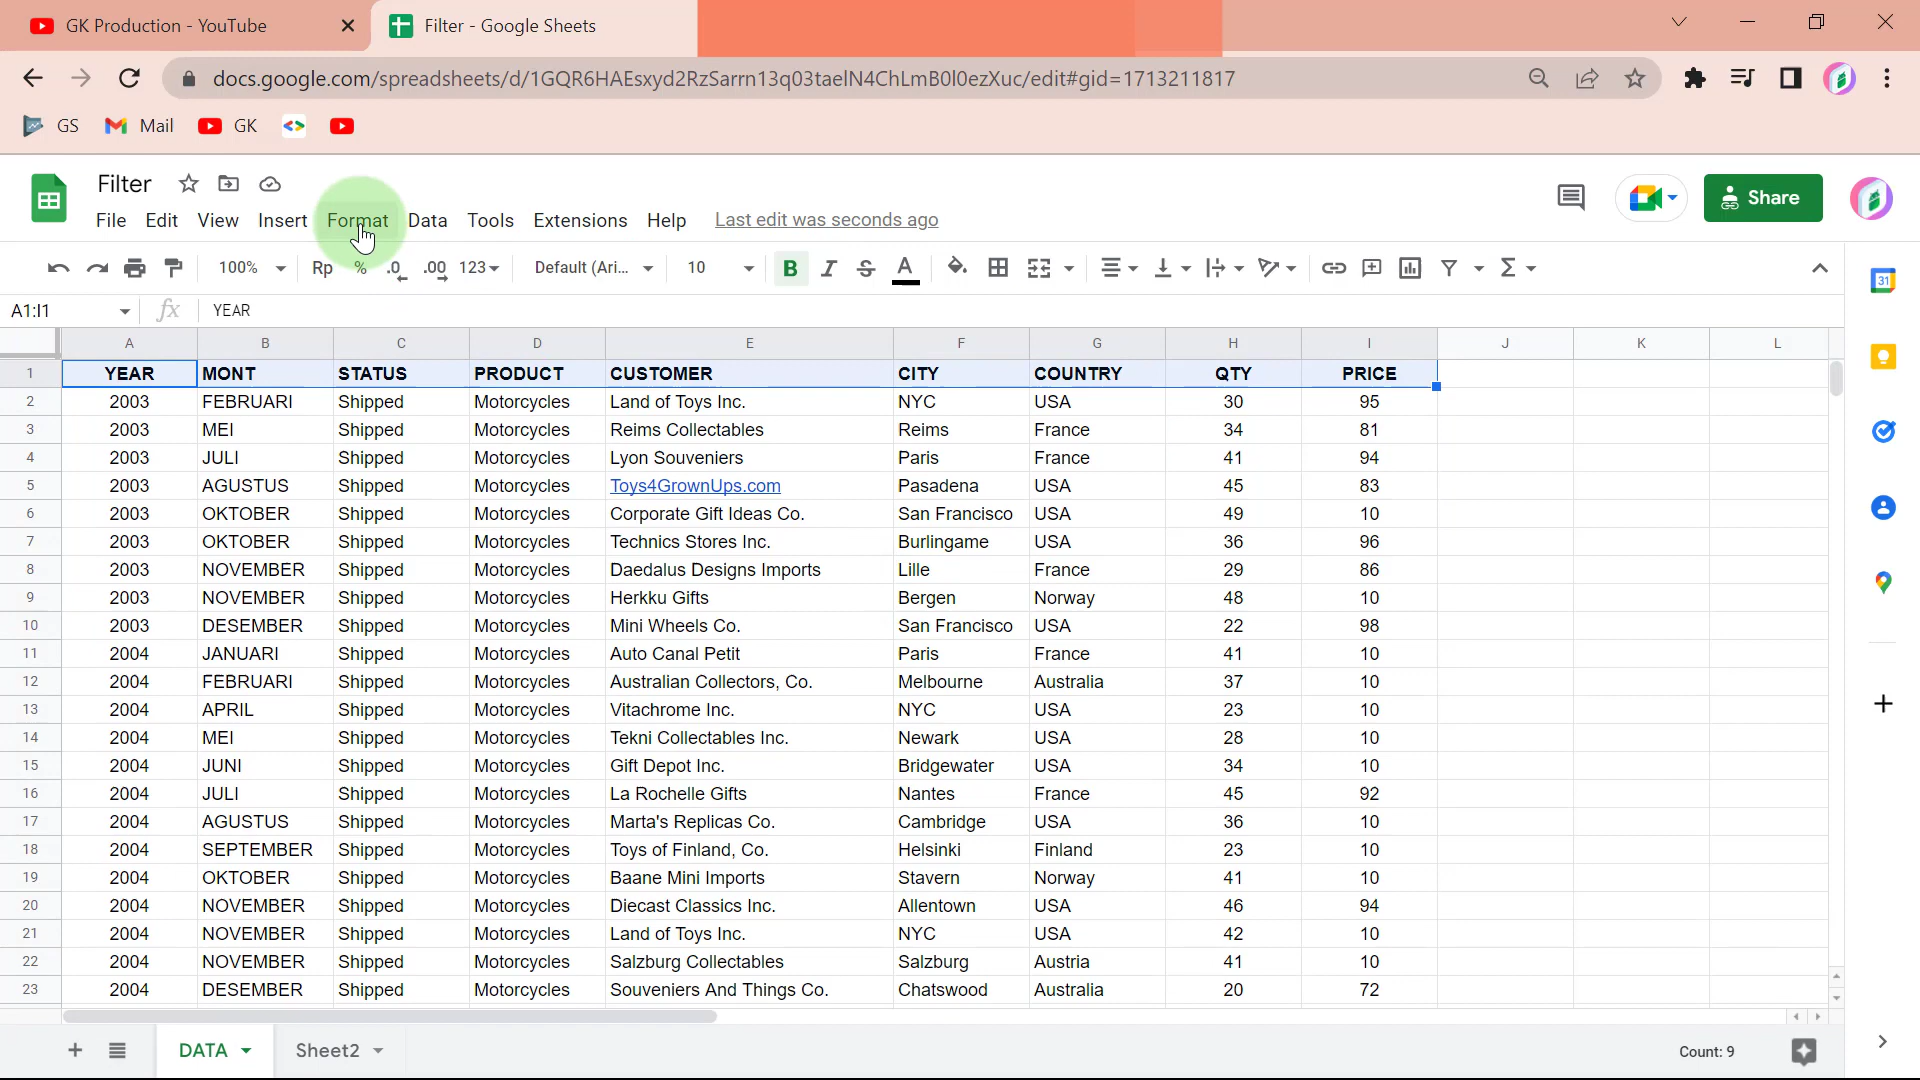 GK Production - YouTube
Filter - Google Sheets
docs.google.com/spreadsheets/d/1GQR6HAEsxyd2RzSarrn13q03taelN4ChLmB0l0ezXuc/edit#gid=1713211817
GS Mail GK
Filter
File Edit View Insert Format Data Tools Extensions Help Last edit was seconds ago
Share
100% Rp % .0 .00 123 Default (Ari... 10 B I S A
31
A1:I1 fx YEAR
A B C D E F G H I J K L
1 YEAR MONT STATUS PRODUCT CUSTOMER CITY COUNTRY QTY PRICE
2 2003 FEBRUARI Shipped Motorcycles Land of Toys Inc. NYC USA 30 95
3 2003 MEI Shipped Motorcycles Reims Collectables Reims France 34 81
4 2003 JULI Shipped Motorcycles Lyon Souveniers Paris France 41 94
5 2003 AGUSTUS Shipped Motorcycles Toys4GrownUps.com Pasadena USA 45 83
6 2003 OKTOBER Shipped Motorcycles Corporate Gift Ideas Co. San Francisco USA 49 10
7 2003 OKTOBER Shipped Motorcycles Technics Stores Inc. Burlingame USA 36 96
8 2003 NOVEMBER Shipped Motorcycles Daedalus Designs Imports Lille France 29 86
9 2003 NOVEMBER Shipped Motorcycles Herkku Gifts Bergen Norway 48 10
10 2003 DESEMBER Shipped Motorcycles Mini Wheels Co. San Francisco USA 22 98
11 2004 JANUARI Shipped Motorcycles Auto Canal Petit Paris France 41 10
12 2004 FEBRUARI Shipped Motorcycles Australian Collectors, Co. Melbourne Australia 37 10
13 2004 APRIL Shipped Motorcycles Vitachrome Inc. NYC USA 23 10
14 2004 MEI Shipped Motorcycles Tekni Collectables Inc. Newark USA 28 10
15 2004 JUNI Shipped Motorcycles Gift Depot Inc. Bridgewater USA 34 10
16 2004 JULI Shipped Motorcycles La Rochelle Gifts Nantes France 45 92
17 2004 AGUSTUS Shipped Motorcycles Marta's Replicas Co. Cambridge USA 36 10
18 2004 SEPTEMBER Shipped Motorcycles Toys of Finland, Co. Helsinki Finland 23 10
19 2004 OKTOBER Shipped Motorcycles Baane Mini Imports Stavern Norway 41 10
20 2004 NOVEMBER Shipped Motorcycles Diecast Classics Inc. Allentown USA 46 94
21 2004 NOVEMBER Shipped Motorcycles Land of Toys Inc. NYC USA 42 10
22 2004 NOVEMBER Shipped Motorcycles Salzburg Collectables Salzburg Austria 41 10
23 2004 DESEMBER Shipped Motorcycles Souveniers And Things Co. Chatswood Australia 20 72
DATA Sheet2 Count: 9